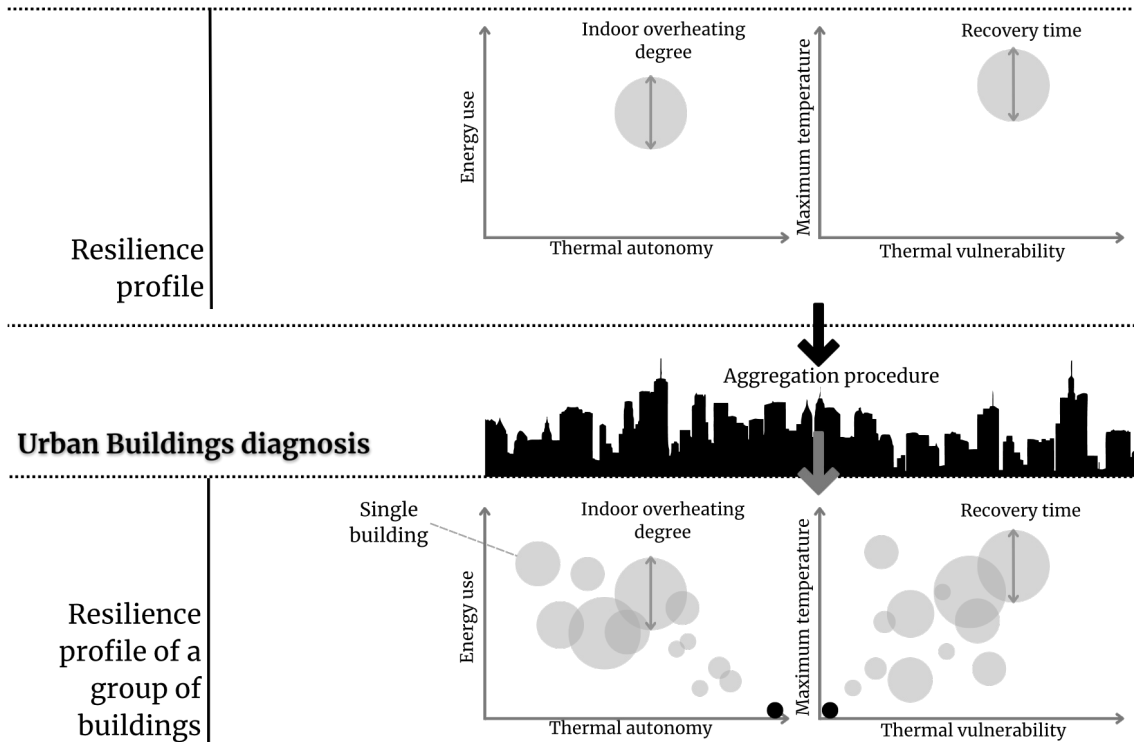 Indoor overheating
degree
Recovery time
Energy use
Maximum temperature
Resilience
profile
Thermal autonomy
Thermal vulnerability
Aggregation procedure
Urban Buildings diagnosis
Single
building
Indoor overheating
degree
Recovery time
Energy use
Maximum temperature
Resilience
profile of a
group of
buildings
Thermal autonomy
Thermal vulnerability